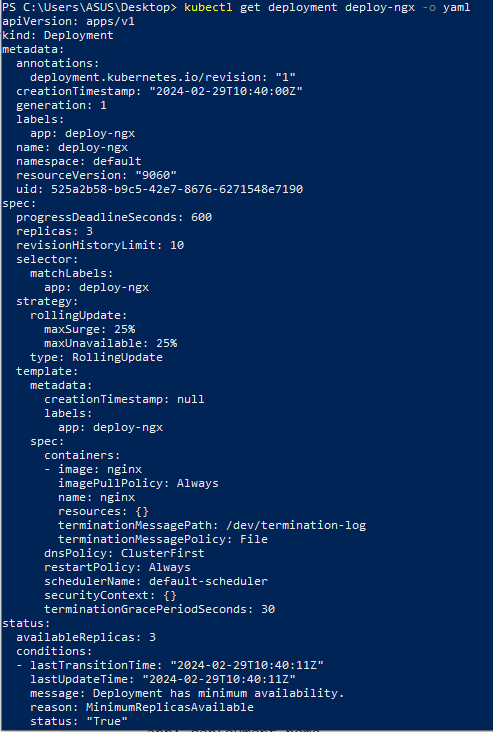 PS C:\Users\ASUS\Desktop> kubectl get deployment deploy-ngx -o yaml
apiVersion: apps/v1
kind: Deployment
metadata:
  annotations:
    deployment.kubernetes.io/revision: "1"
  creationTimestamp: "2024-02-29T10:40:00Z"
  generation: 1
  labels:
    app: deploy-ngx
  name: deploy-ngx
  namespace: default
  resourceVersion: "9060"
  uid: 525a2b58-b9c5-42e7-8676-6271548e7190
spec:
  progressDeadlineSeconds: 600
  replicas: 3
  revisionHistoryLimit: 10
  selector:
    matchLabels:
      app: deploy-ngx
  strategy:
    rollingUpdate:
      maxSurge: 25%
      maxUnavailable: 25%
    type: RollingUpdate
  template:
    metadata:
      creationTimestamp: null
      labels:
        app: deploy-ngx
    spec:
      containers:
      - image: nginx
        imagePullPolicy: Always
        name: nginx
        resources: {}
        terminationMessagePath: /dev/termination-log
        terminationMessagePolicy: File
      dnsPolicy: ClusterFirst
      restartPolicy: Always
      schedulerName: default-scheduler
      securityContext: {}
      terminationGracePeriodSeconds: 30
status:
  availableReplicas: 3
  conditions:
  - lastTransitionTime: "2024-02-29T10:40:11Z"
    lastUpdateTime: "2024-02-29T10:40:11Z"
    message: Deployment has minimum availability.
    reason: MinimumReplicasAvailable
    status: "True"